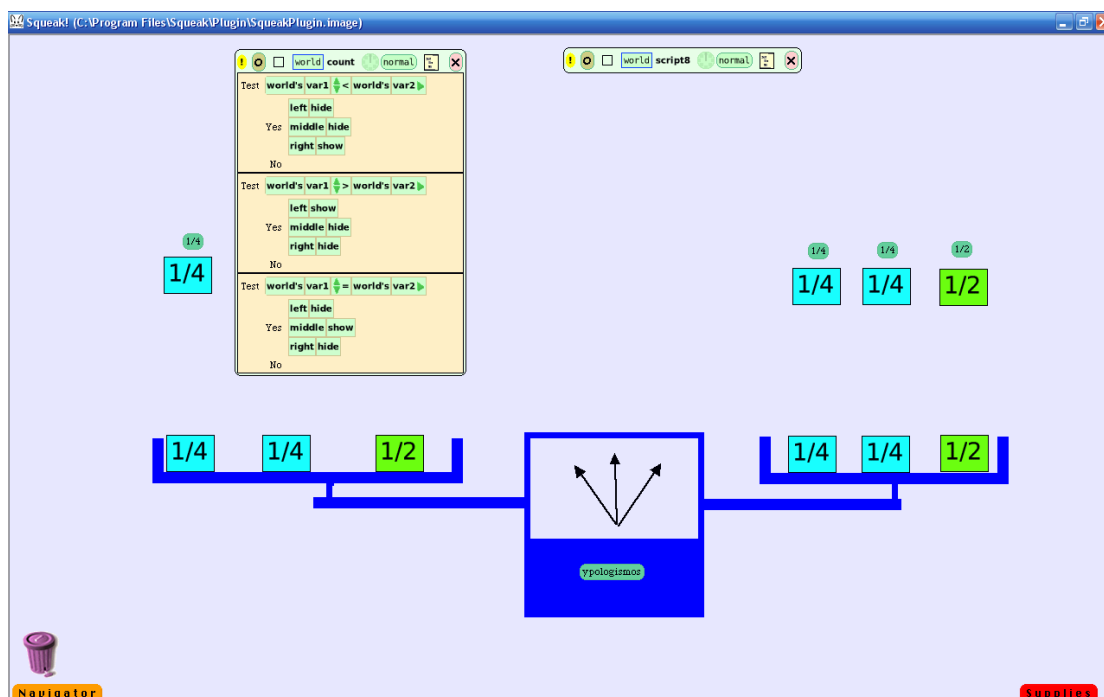 Squeak! (C:\Program Files\Squeak\Plugin\SqueakPlugin.image)
! world count normal
Test world's var1 < world's var2
left hide
Yes middle hide
right show
No
Test world's var1 > world's var2
left show
Yes middle hide
right hide
No
Test world's var1 = world's var2
left hide
Yes middle show
right hide
No
! world script8 normal
1/4
1/4
1/4 1/4 1/2
1/4 1/4 1/2
1/4 1/4 1/2
1/4 1/4 1/2
ypologismos
Navigator
Supplies